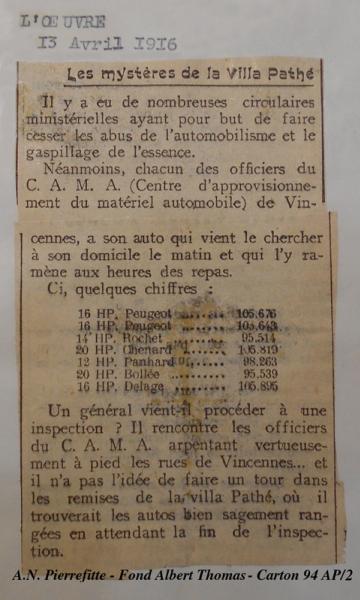 L'ŒUVRE
13 Avril 1916
Les mystères de la Villa Pathé
Il y a eu de nombreuses circulaires
ministérielles ayant pour but de faire
cesser les abus de l'automobilisme et le
gaspillage de l'essence.
Néanmoins, chacun des officiers du
C. A. M. A. (Centre d'approvisionne-
ment du matériel automobile) de Vin-
cennes, a son auto qui vient le chercher
à son domicile le matin et qui l'y ra-
mène aux heures des repas.
Ci, quelques chiffres :
16 HP. Peugeot ........ 105.676
16 HP. Peugeot ........ 105.643
14 HP. Rochet ........ 95.514
20 HP. Chenard ........ 105.819
12 HP. Panhard ........ 98.263
20 HP. Bollée ........ 95.539
16 HP. Delage ........ 105.895
Un général vient-il procéder à une
inspection ? Il rencontre les officiers
du C. A. M. A. arpentant vertueuse-
ment à pied les rues de Vincennes... et
il n'a pas l'idée de faire un tour dans
les remises de la villa Pathé, où il
trouverait les autos bien sagement ran-
gées en attendant la fin de l'inspec-
tion.
A.N. Pierrefitte - Fond Albert Thomas - Carton 94 AP/2